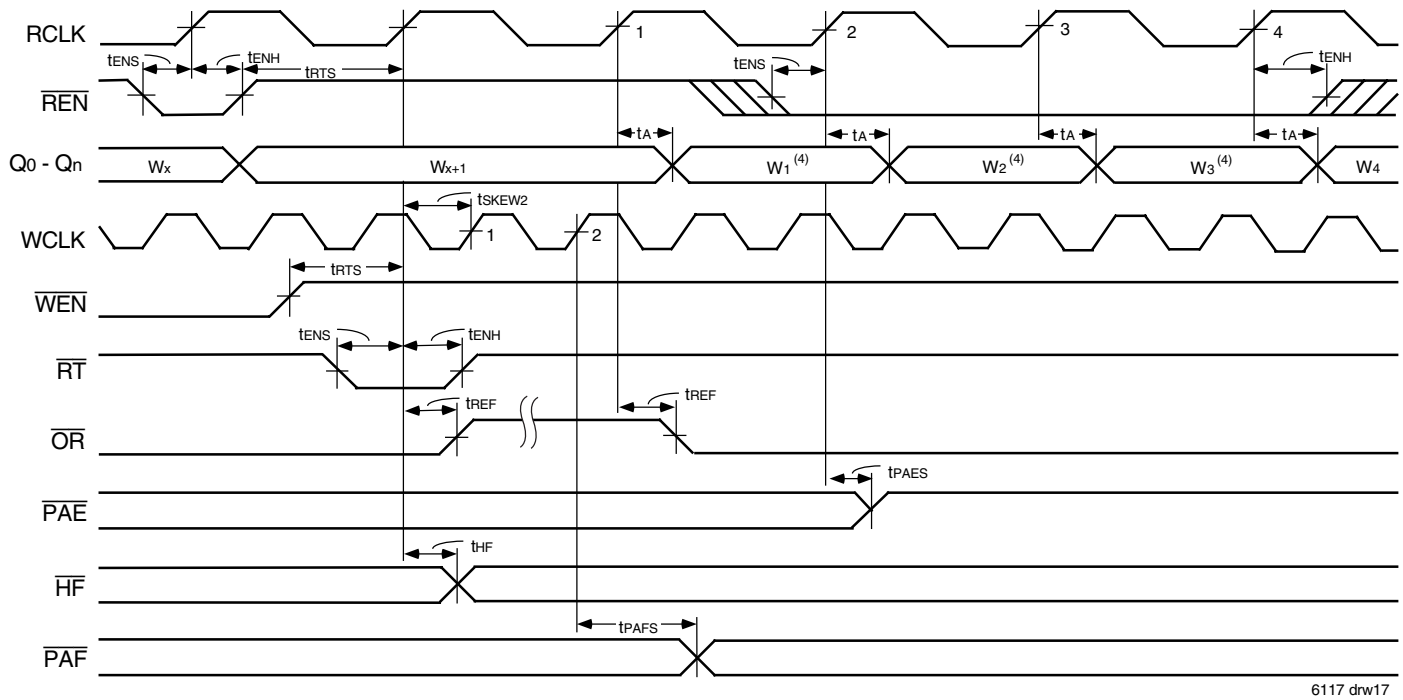 RCLK 1 2 3 4
tENS tENH tRTS tENS tENH
REN
tA tA tA tA
Q0 - Qn Wx Wx+1 W1 (4) W2 (4) W3 (4) W4
tSKEW2
WCLK 1 2
tRTS
WEN
tENS tENH
RT
tREF tREF
OR
tPAES
PAE
tHF
HF
tPAFS
PAF
6117 drw17